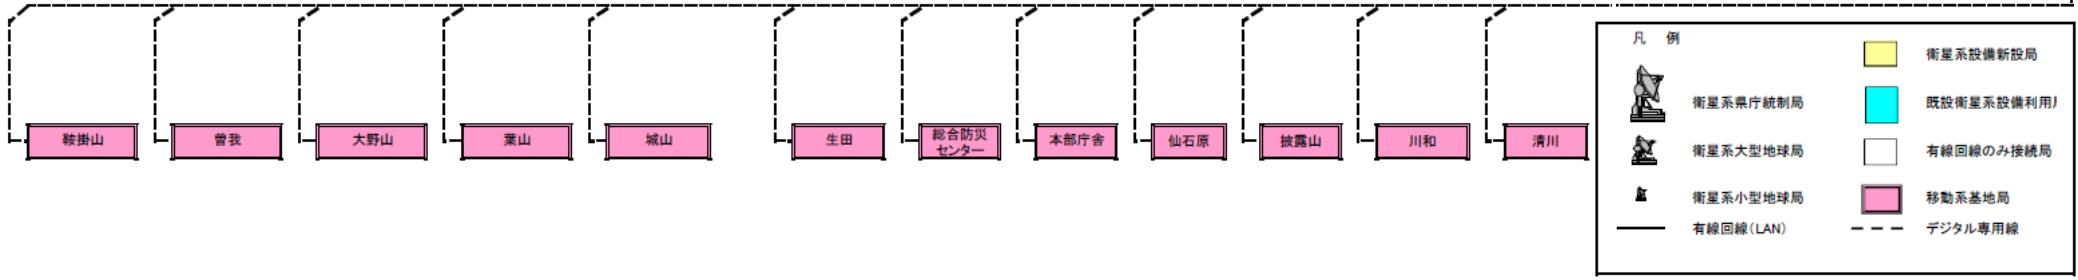 鞍掛山
曽我
大野山
葉山
城山
生田
総合防災
センター
本部庁舎
仙石原
披露山
川和
清川
凡 例
衛星系県庁統制局
衛星系大型地球局
衛星系小型地球局
有線回線(LAN)
衛星系設備新設局
既設衛星系設備利用
有線回線のみ接続局
移動系基地局
デジタル専用線